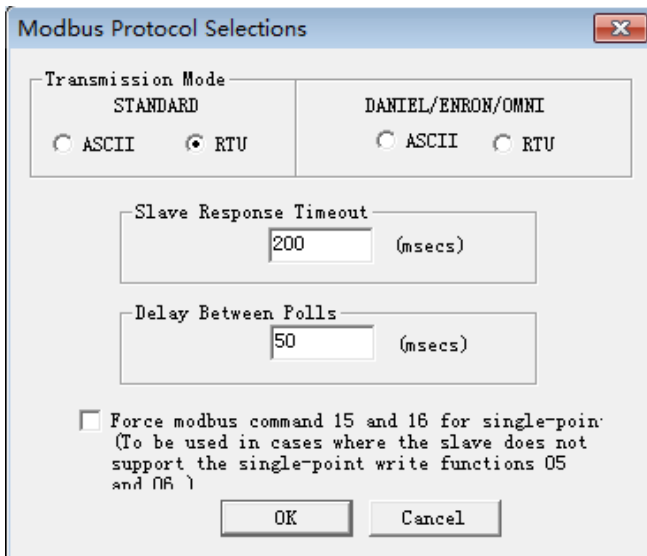 Modbus Protocol Selections
Transmission Mode
STANDARD
DANIEL/ENRON/OMNI
ASCII
RTU
ASCII
RTU
Slave Response Timeout
200 (msecs)
Delay Between Polls
50 (msecs)
Force modbus command 15 and 16 for single-poin
(To be used in cases where the slave does not
support the single-point write functions 05
and 06 )
OK
Cancel